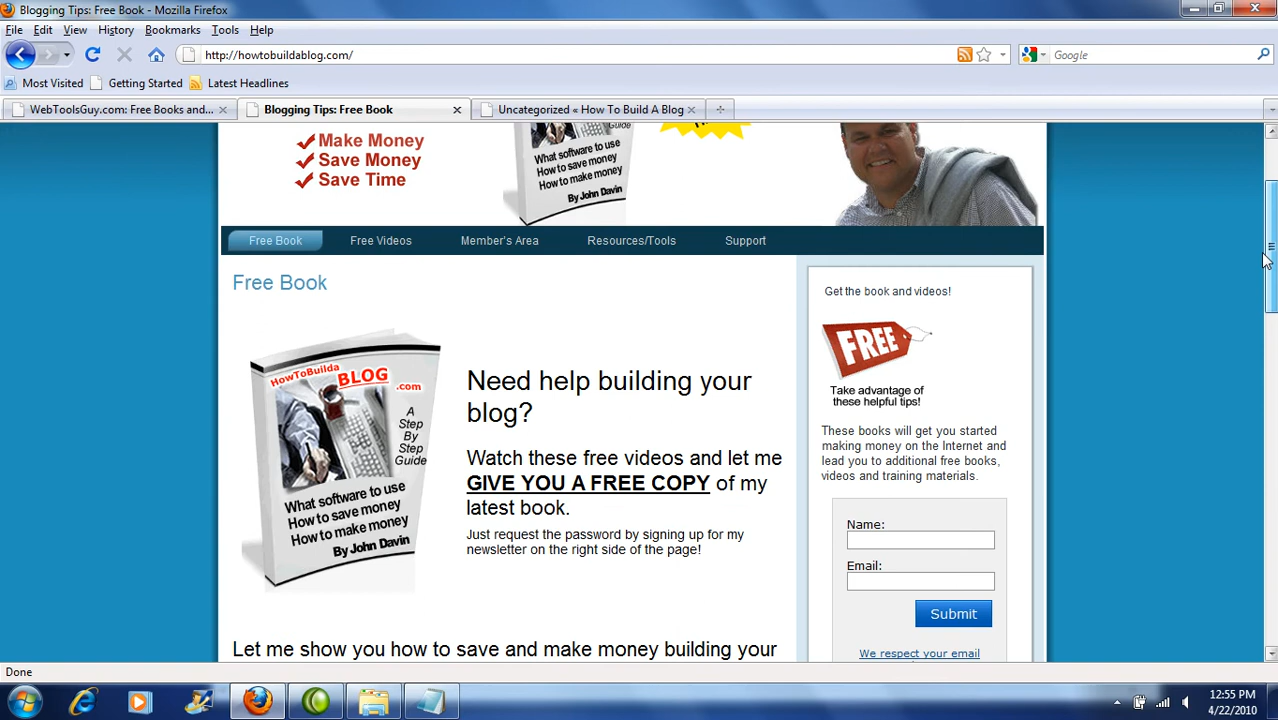 Blogging Tips: Free Book - Mozilla Firefox
File Edit View History Bookmarks Tools Help
http://howtobuildablog.com/
Google
Most Visited Getting Started Latest Headlines
WebToolsGuy.com: Free Books and...
Blogging Tips: Free Book
Uncategorized « How To Build A Blog
Make Money
Save Money
Save Time
Guide
What software to use
How to save money
How to make money
By John Davin
Free Book Free Videos Member's Area Resources/Tools Support
Free Book
HowToBuilda
BLOG
.com
A
Step
By
Step
Guide
What software to use
How to save money
How to make money
By John Davin
Need help building your
blog?
Watch these free videos and let me
GIVE YOU A FREE COPY of my
latest book.
Just request the password by signing up for my
newsletter on the right side of the page!
Let me show you how to save and make money building your
Get the book and videos!
FREE
Take advantage of
these helpful tips!
These books will get you started
making money on the Internet and
lead you to additional free books,
videos and training materials.
Name:
Email:
Submit
We respect your email
Done
12:55 PM
4/22/2010